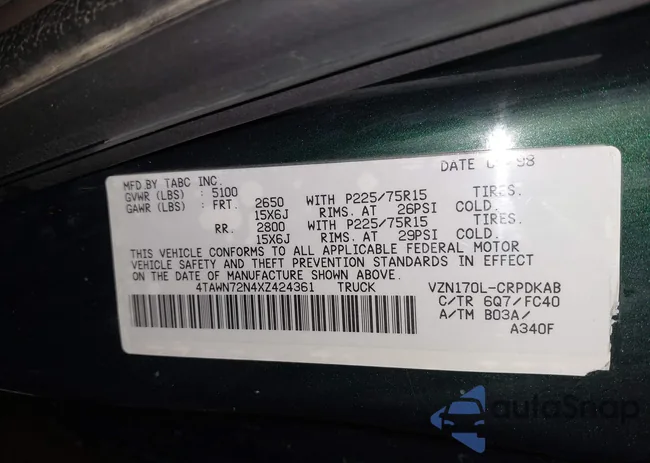 DATE 98
MFD.BY TABC INC.
GVWR (LBS) : 5100
GAWR (LBS) : FRT. 2650 WITH P225/75R15 TIRES.
15X6J RIMS. AT 26PSI COLD.
RR. 2800 WITH P225/75R15 TIRES.
15X6J RIMS. AT 29PSI COLD.
THIS VEHICLE CONFORMS TO ALL APPLICABLE FEDERAL MOTOR
VEHICLE SAFETY AND THEFT PREVENTION STANDARDS IN EFFECT
ON THE DATE OF MANUFACTURE SHOWN ABOVE.
4TAWN72N4XZ424361 TRUCK VZN170L-CRPDKAB
C/TR 6Q7/FC40
A/TM B03A/
A340F
autoSnap